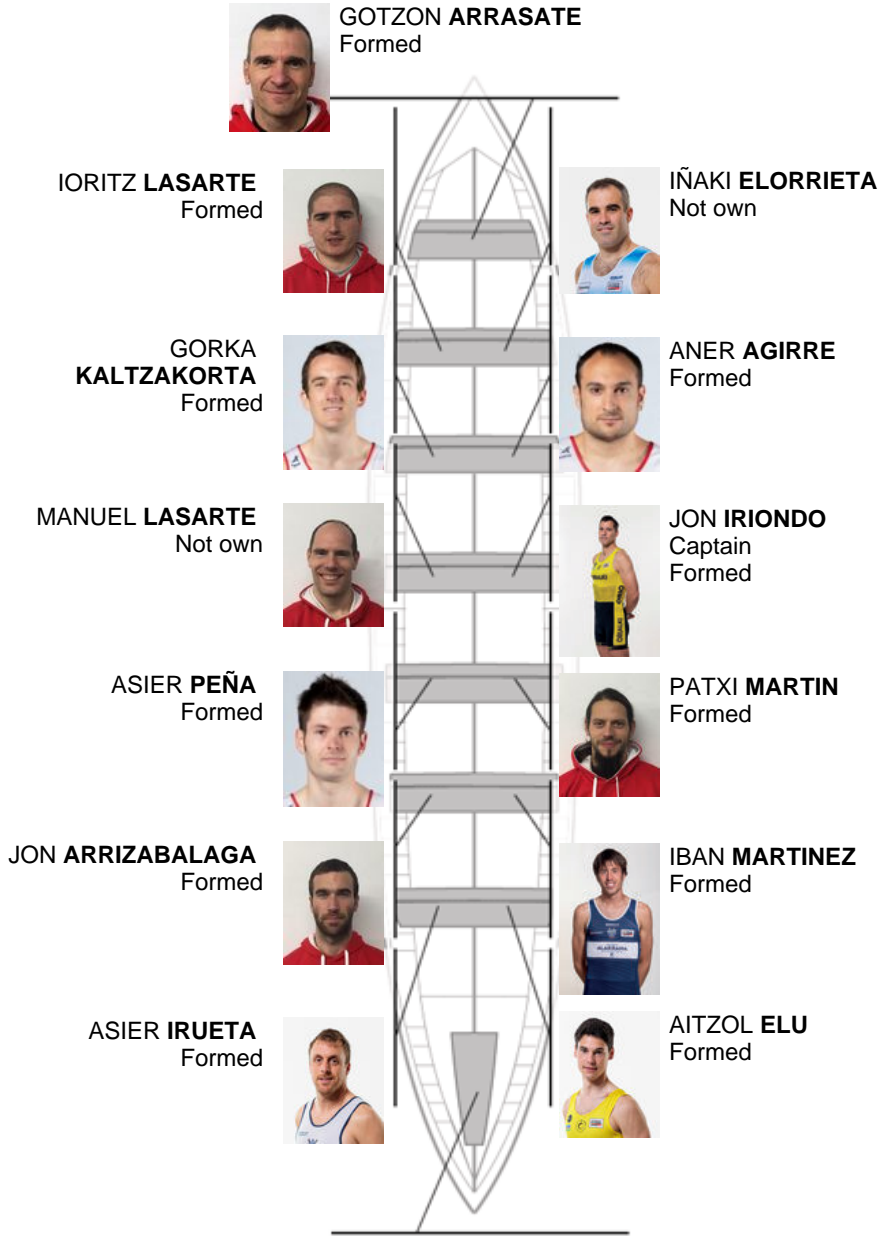 GOTZON ARRASATE
Formed
IORITZ LASARTE
Formed
IÑAKI ELORRIETA
Not own
GORKA
KALTZAKORTA
Formed
ANER AGIRRE
Formed
MANUEL LASARTE
Not own
JON IRIONDO
Captain
Formed
ASIER PEÑA
Formed
PATXI MARTIN
Formed
JON ARRIZABALAGA
Formed
IBAN MARTINEZ
Formed
ASIER IRUETA
Formed
AITZOL ELU
Formed